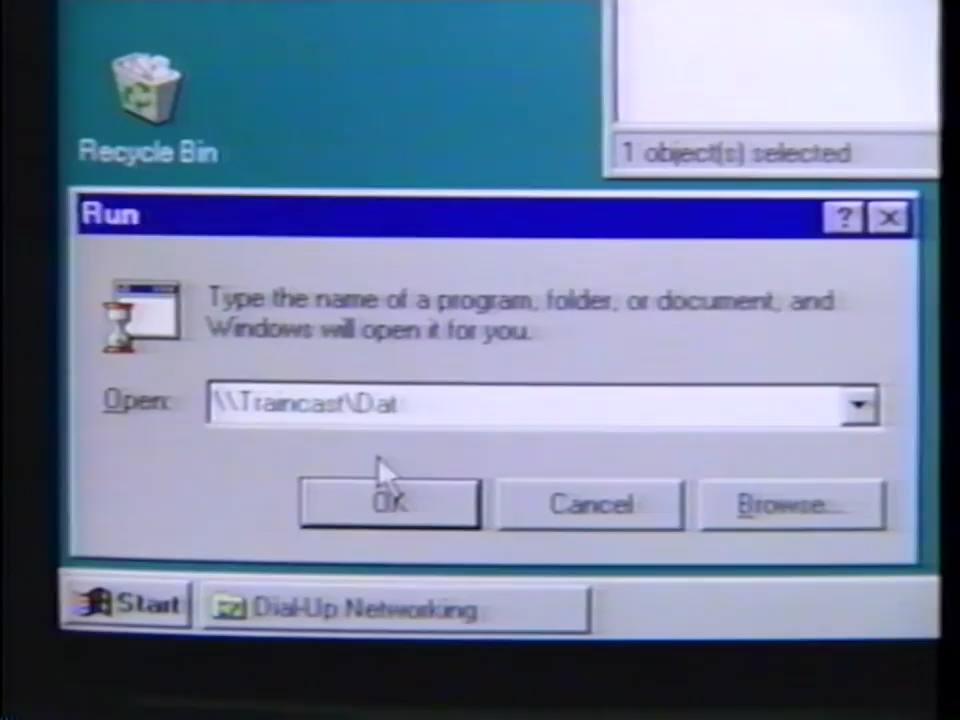 Recycle Bin
1 object(s) selected
Run
?
Type the name of a program, folder, or document, and
Windows will open it for you.
Open:
\\Traincast\Dat
OK
Cancel
Browse...
Start
Dial-Up Networking